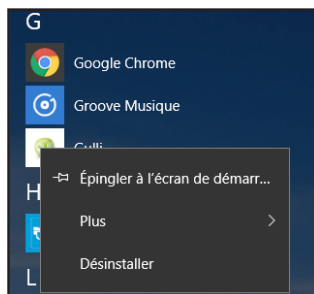 G
Google Chrome
Groove Musique
Gulli
Épingler à l'écran de démarr...
H
Plus
Désinstaller
L